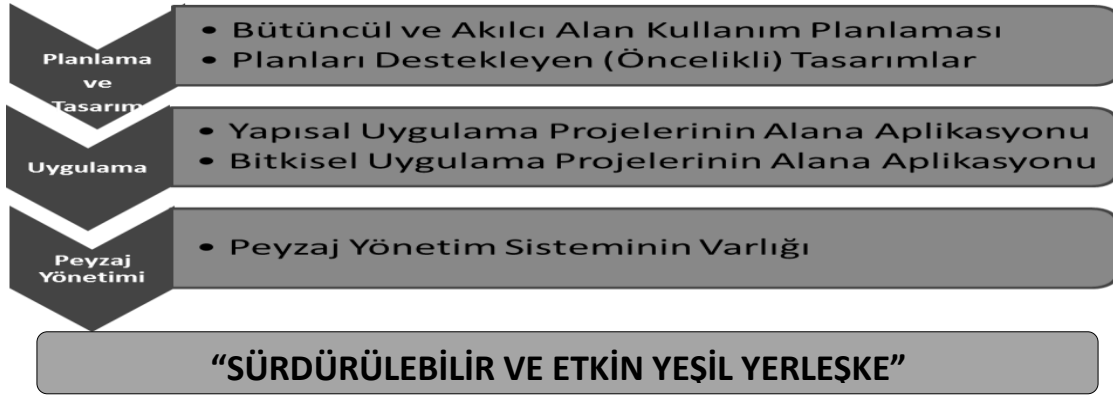 Planlama
ve
Tasarım
• Bütüncül ve Akılcı Alan Kullanım Planlaması
• Planları Destekleyen (Öncelikli) Tasarımlar
Uygulama
• Yapısal Uygulama Projelerinin Alana Aplikasyonu
• Bitkisel Uygulama Projelerinin Alana Aplikasyonu
Peyzaj
Yönetimi
• Peyzaj Yönetim Sisteminin Varlığı
“SÜRDÜRÜLEBİLİR VE ETKİN YEŞİL YERLEŞKE”